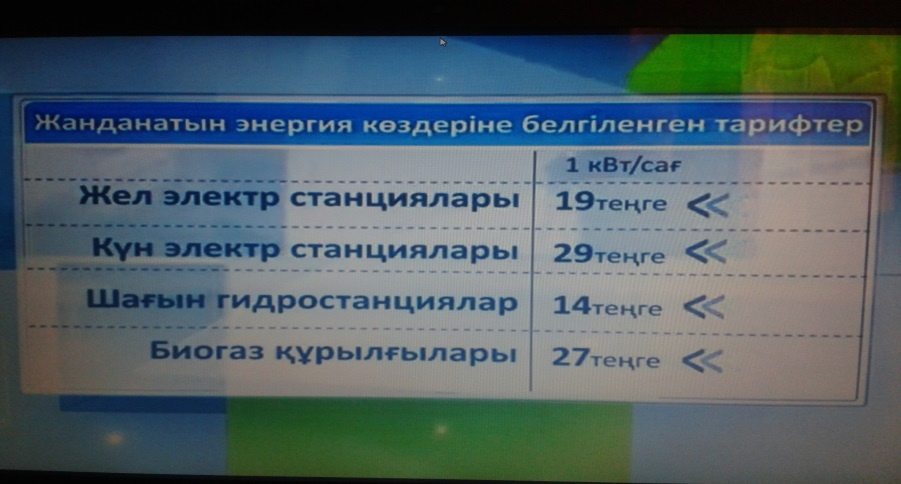 Жанданатын энергия көздеріне белгіленген тарифтер
1 кВт/сағ
Жел электр станциялары 19теңге
Күн электр станциялары 29теңге
Шағын гидростанциялар 14теңге
Биогаз құрылғылары 27теңге